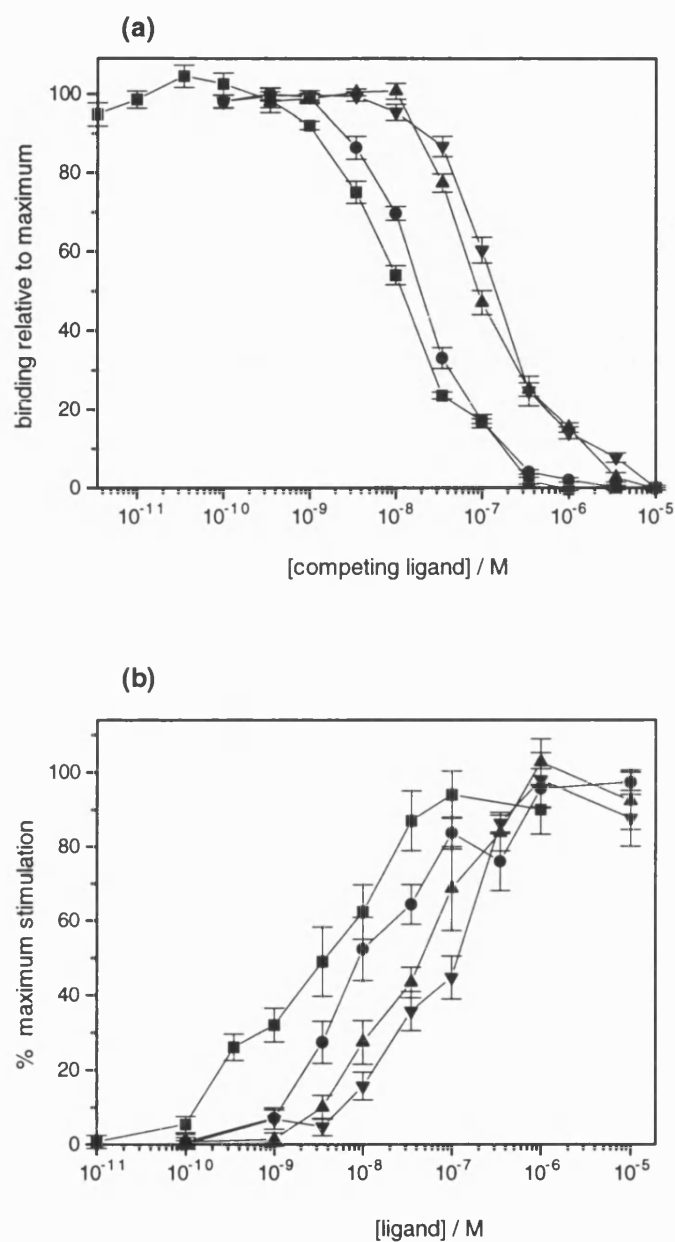 (a)
binding relative to maximum
100
80
60
40
20
0
10-11 10-10 10-9 10-8 10-7 10-6 10-5
[competing ligand] / M
(b)
% maximum stimulation
100
80
60
40
20
0
10-11 10-10 10-9 10-8 10-7 10-6 10-5
[ligand] / M